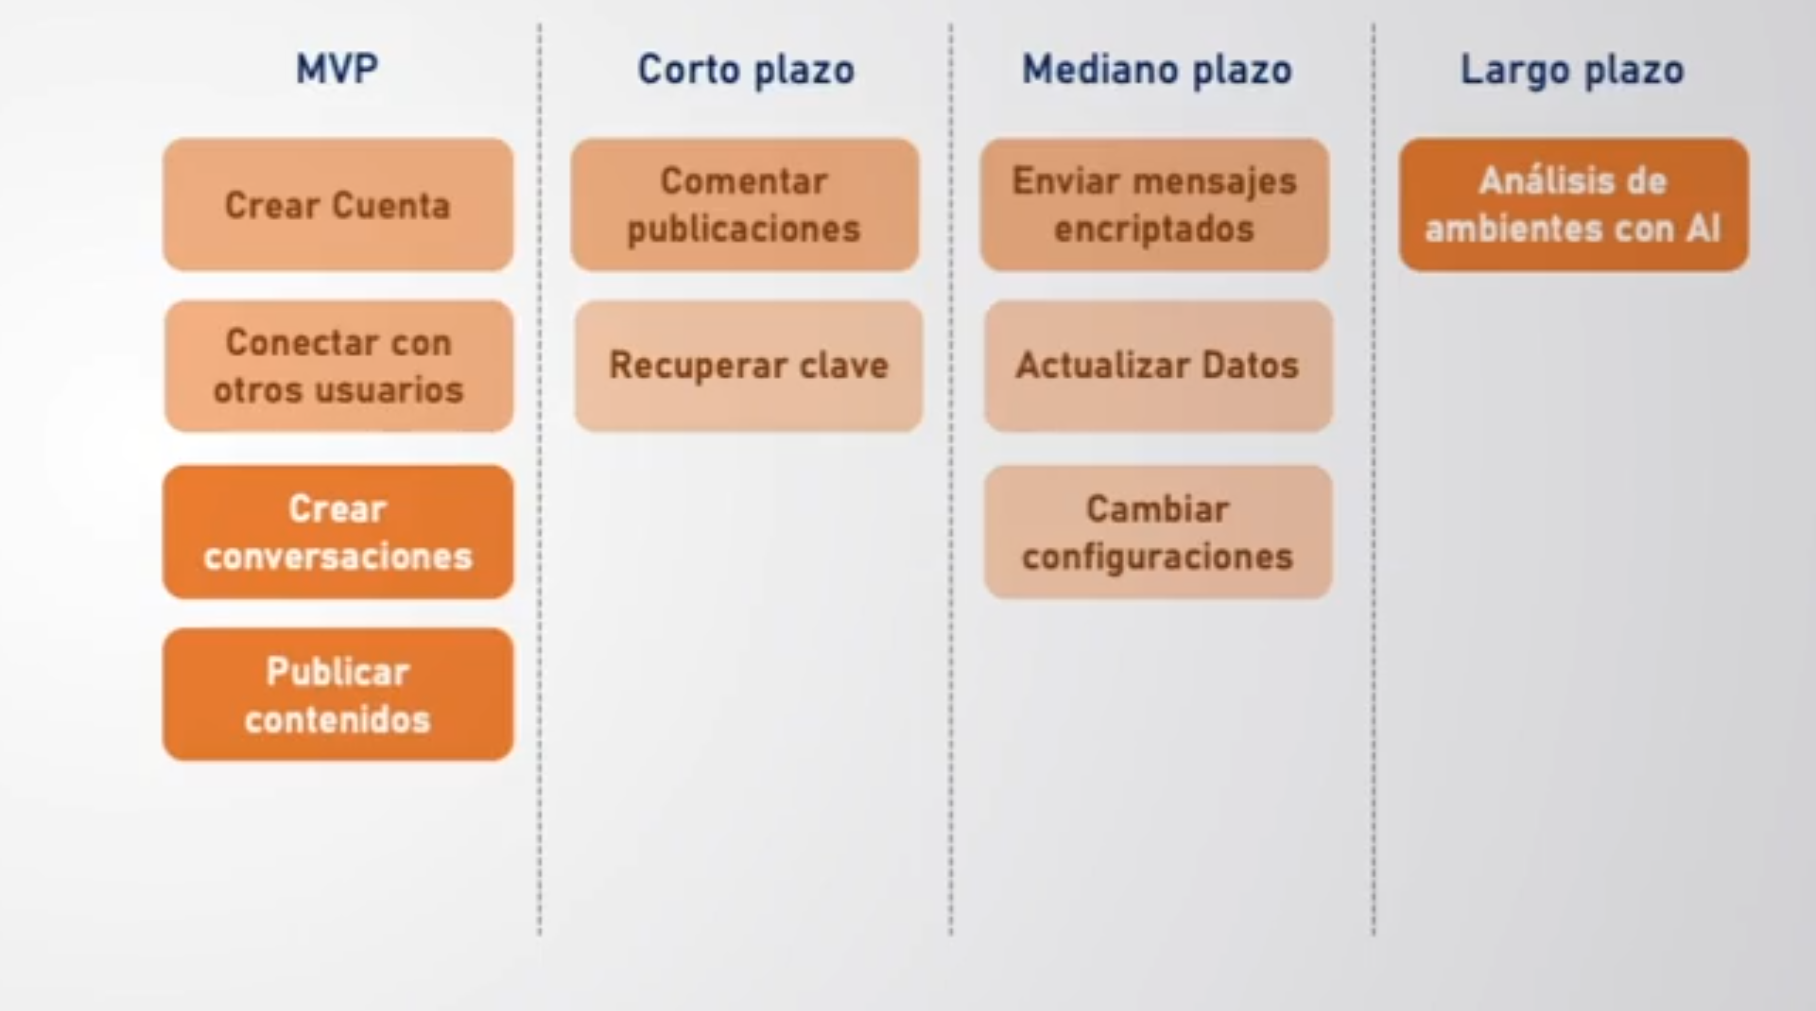 MVP
Crear Cuenta
Conectar con
otros usuarios
Crear
conversaciones
Publicar
contenidos
Corto plazo
Comentar
publicaciones
Recuperar clave
Mediano plazo
Enviar mensajes
encriptados
Actualizar Datos
Cambiar
configuraciones
Largo plazo
Análisis de
ambientes con AI